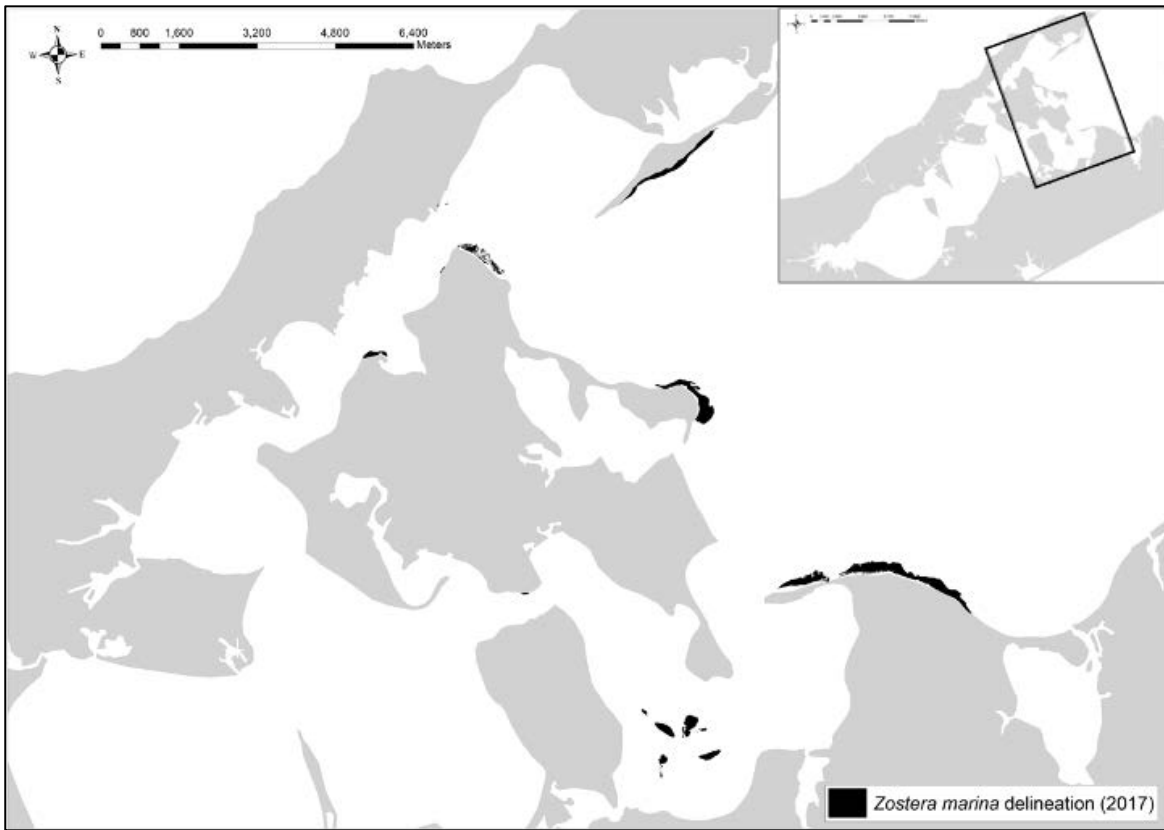 N
W E
S
0 800 1,600 3,200 4,800 6,400
Meters
Zostera marina delineation (2017)